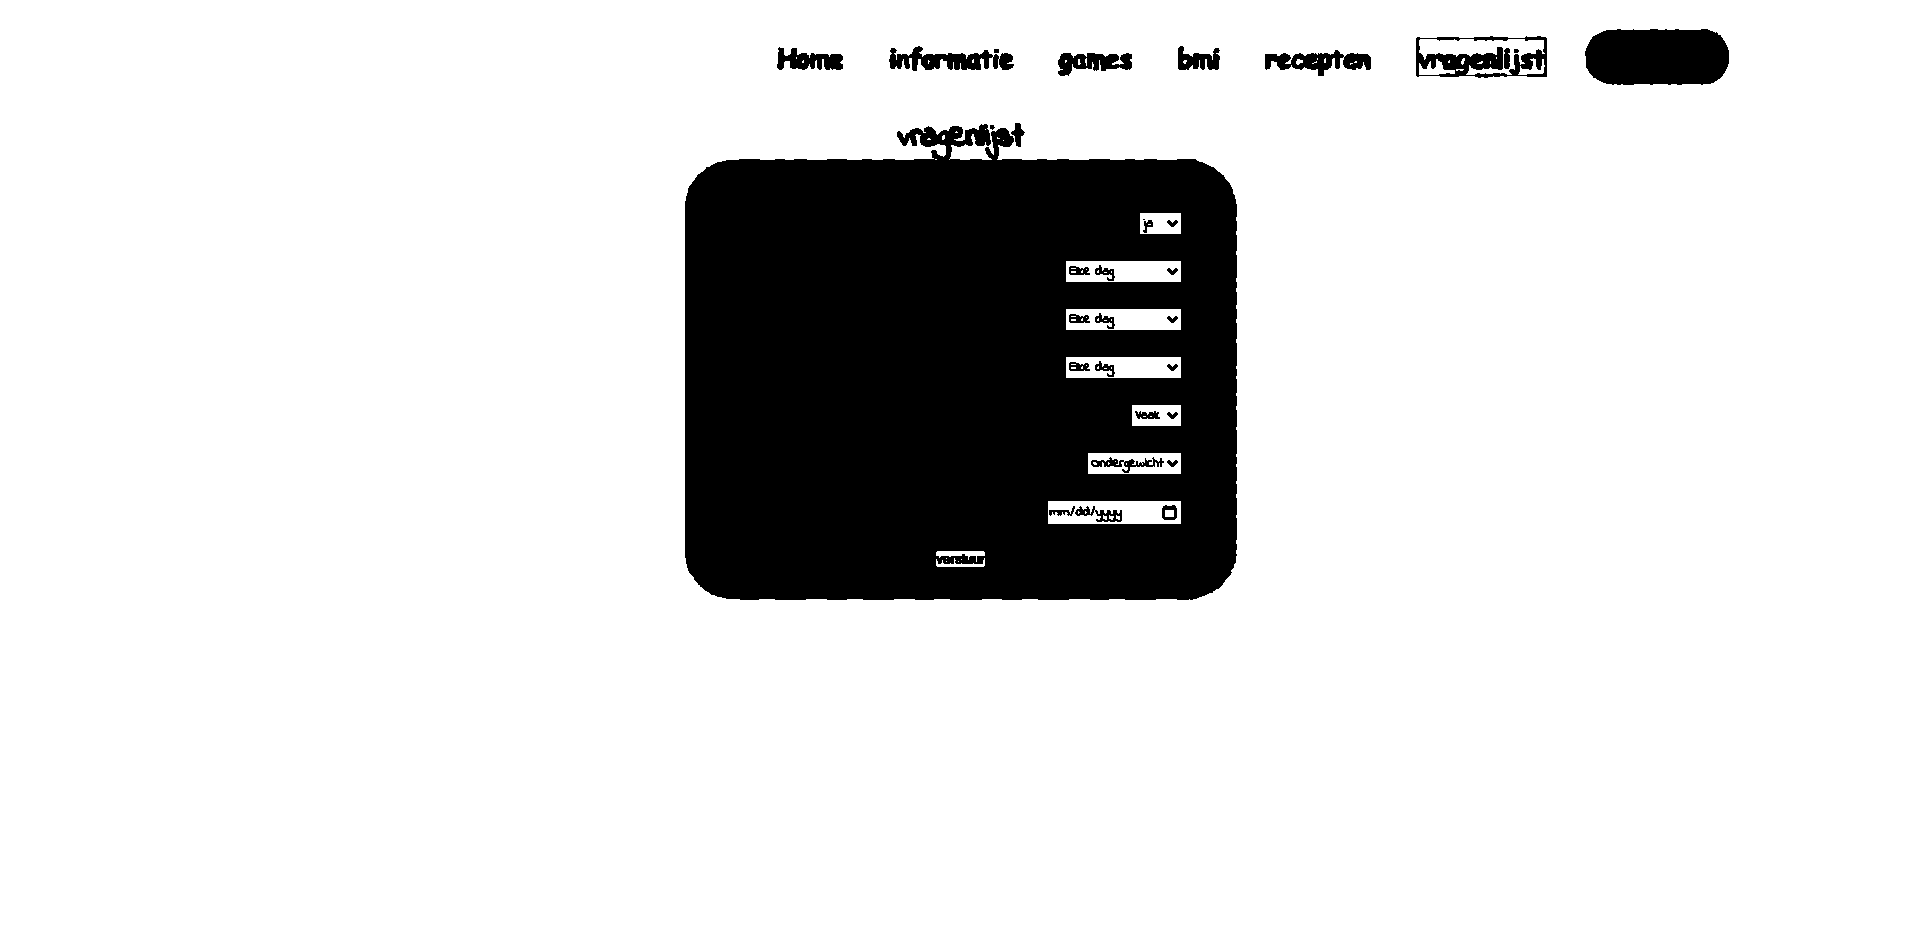 Home informatie games bmi recepten vragenlijst
vragenlijst
ja
Elke dag
Elke dag
Elke dag
Vaak
ondergewicht
mm/dd/yyyy
verstuur